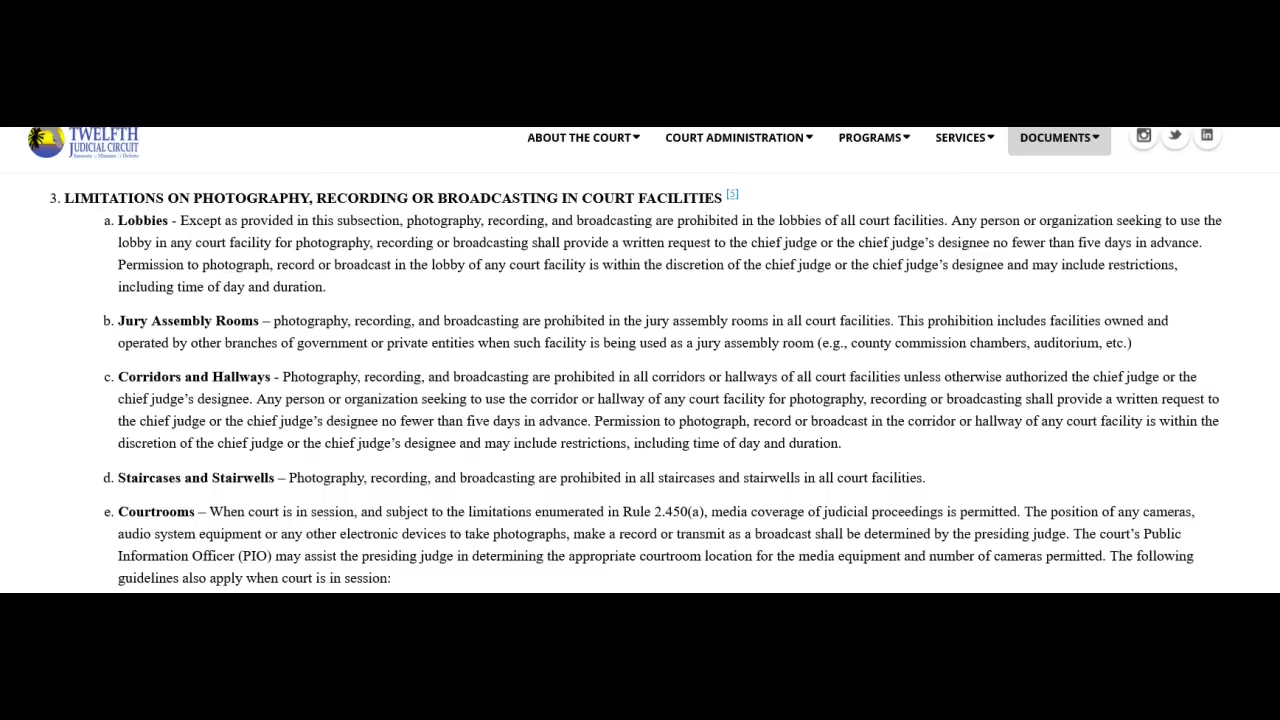 TWELFTH
JUDICIAL CIRCUIT
ABOUT THE COURT COURT ADMINISTRATION PROGRAMS SERVICES DOCUMENTS
3. LIMITATIONS ON PHOTOGRAPHY, RECORDING OR BROADCASTING IN COURT FACILITIES [5]
a. Lobbies - Except as provided in this subsection, photography, recording, and broadcasting are prohibited in the lobbies of all court facilities. Any person or organization seeking to use the
lobby in any court facility for photography, recording or broadcasting shall provide a written request to the chief judge or the chief judge’s designee no fewer than five days in advance.
Permission to photograph, record or broadcast in the lobby of any court facility is within the discretion of the chief judge or the chief judge’s designee and may include restrictions,
including time of day and duration.
b. Jury Assembly Rooms – photography, recording, and broadcasting are prohibited in the jury assembly rooms in all court facilities. This prohibition includes facilities owned and
operated by other branches of government or private entities when such facility is being used as a jury assembly room (e.g., county commission chambers, auditorium, etc.)
c. Corridors and Hallways - Photography, recording, and broadcasting are prohibited in all corridors or hallways of all court facilities unless otherwise authorized the chief judge or the
chief judge’s designee. Any person or organization seeking to use the corridor or hallway of any court facility for photography, recording or broadcasting shall provide a written request to
the chief judge or the chief judge’s designee no fewer than five days in advance. Permission to photograph, record or broadcast in the corridor or hallway of any court facility is within the
discretion of the chief judge or the chief judge’s designee and may include restrictions, including time of day and duration.
d. Staircases and Stairwells – Photography, recording, and broadcasting are prohibited in all staircases and stairwells in all court facilities.
e. Courtrooms – When court is in session, and subject to the limitations enumerated in Rule 2.450(a), media coverage of judicial proceedings is permitted. The position of any cameras,
audio system equipment or any other electronic devices to take photographs, make a record or transmit as a broadcast shall be determined by the presiding judge. The court’s Public
Information Officer (PIO) may assist the presiding judge in determining the appropriate courtroom location for the media equipment and number of cameras permitted. The following
guidelines also apply when court is in session: